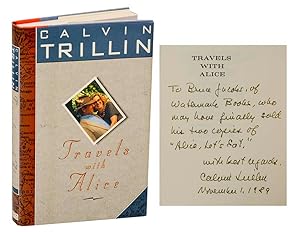 CALVIN
TRILLIN
Travels
with
Alice
TRAVELS
WITH
ALICE
To Bruce Jacobs, of
Watermark Books, who
may have finally sold
his two copies of
"Alice, Let's Eat,"
with best regards,
Calvin Trillin
November 1, 1989